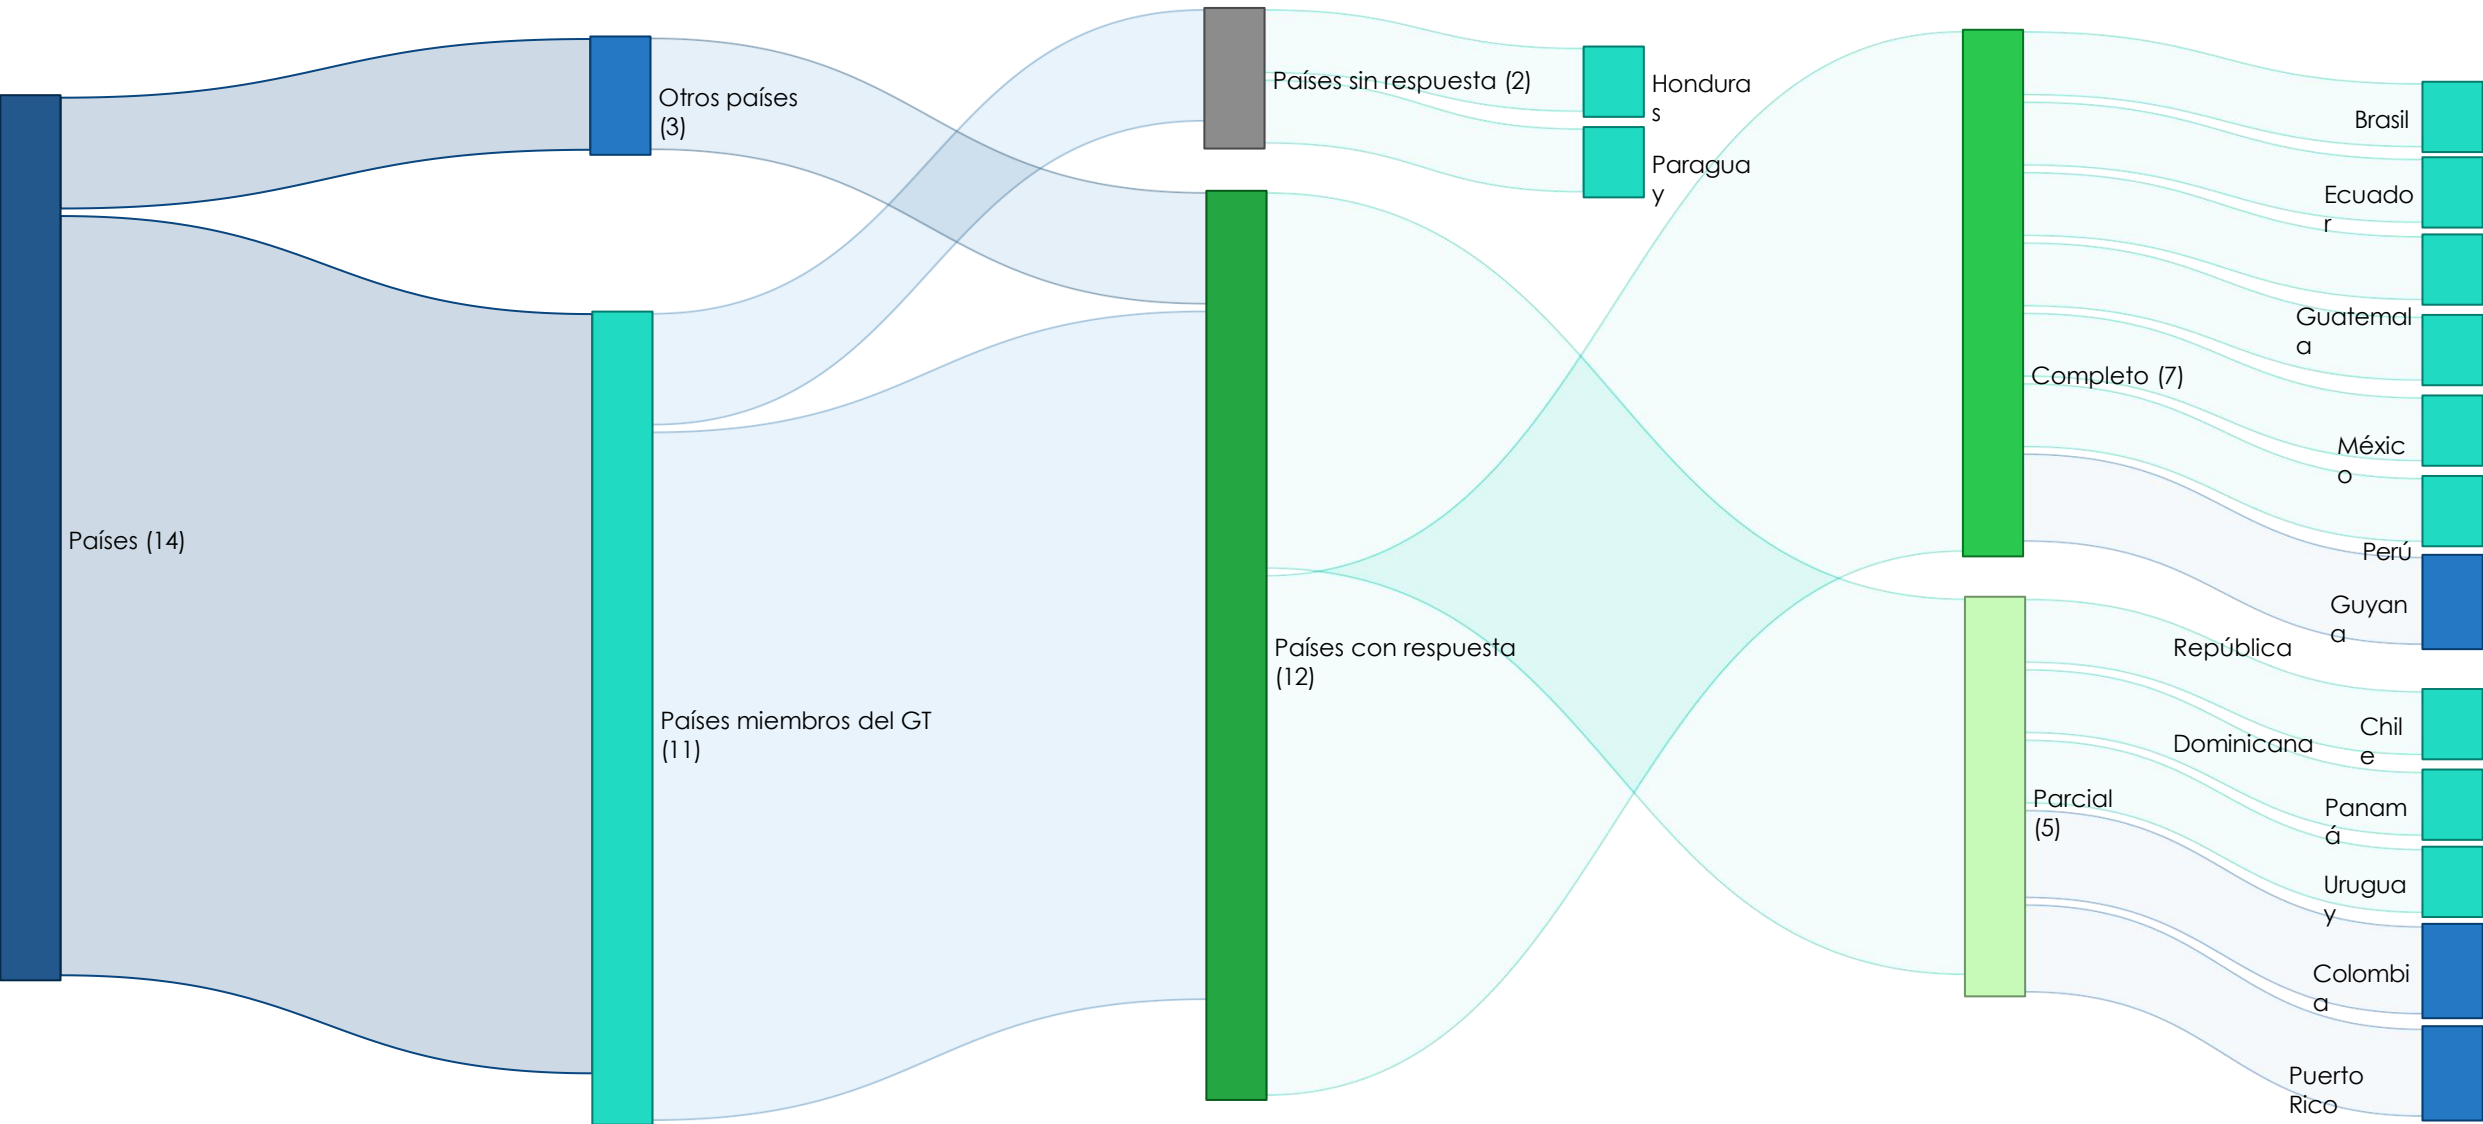 Países (14)
Otros países
(3)
Países miembros del GT
(11)
Países sin respuesta (2)
Países con respuesta
(12)
Hondura
s
Paragua
y
Completo (7)
Parcial
(5)
Brasil
Ecuado
r
Guatemal
a
Méxic
o
Perú
Guyan
a
República
Dominicana
Chil
e
Panam
á
Urugua
y
Colombi
a
Puerto
Rico